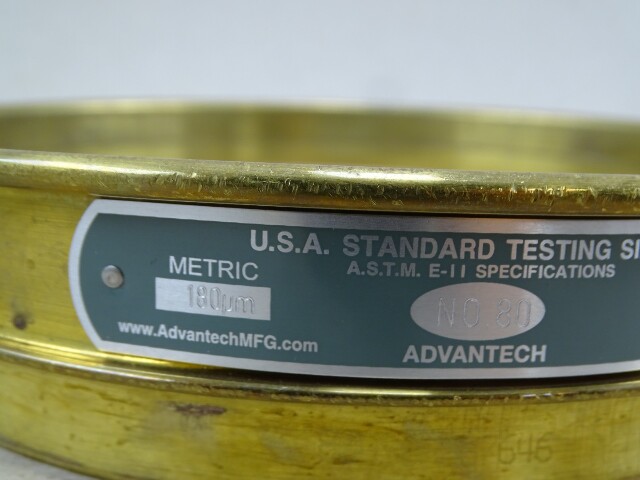 U.S.A. STANDARD TESTING SI
A.S.T.M. E-11 SPECIFICATIONS
METRIC
180µm
NO.80
www.AdvantechMFG.com
ADVANTECH
646